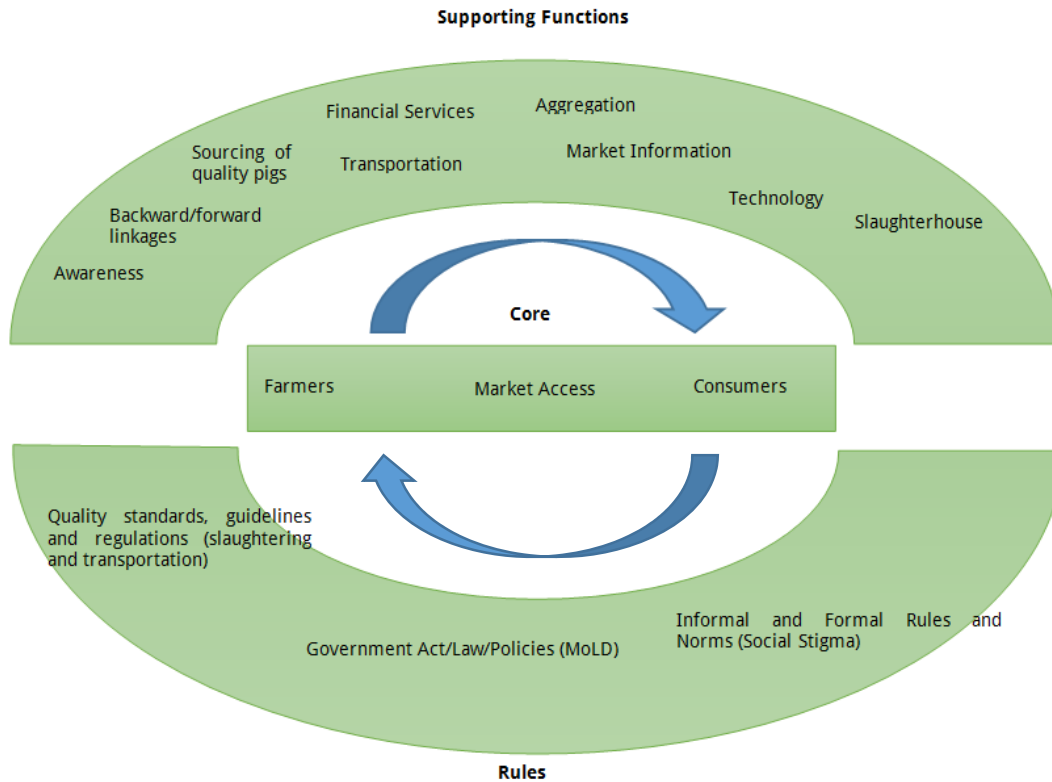 Supporting Functions
Financial Services
Aggregation
Sourcing of
quality pigs
Transportation
Market Information
Technology
Backward/forward
linkages
Slaughterhouse
Awareness
Core
Farmers
Market Access
Consumers
Quality standards, guidelines
and regulations (slaughtering
and transportation)
Informal and Formal Rules and
Norms (Social Stigma)
Government Act/Law/Policies (MoLD)
Rules